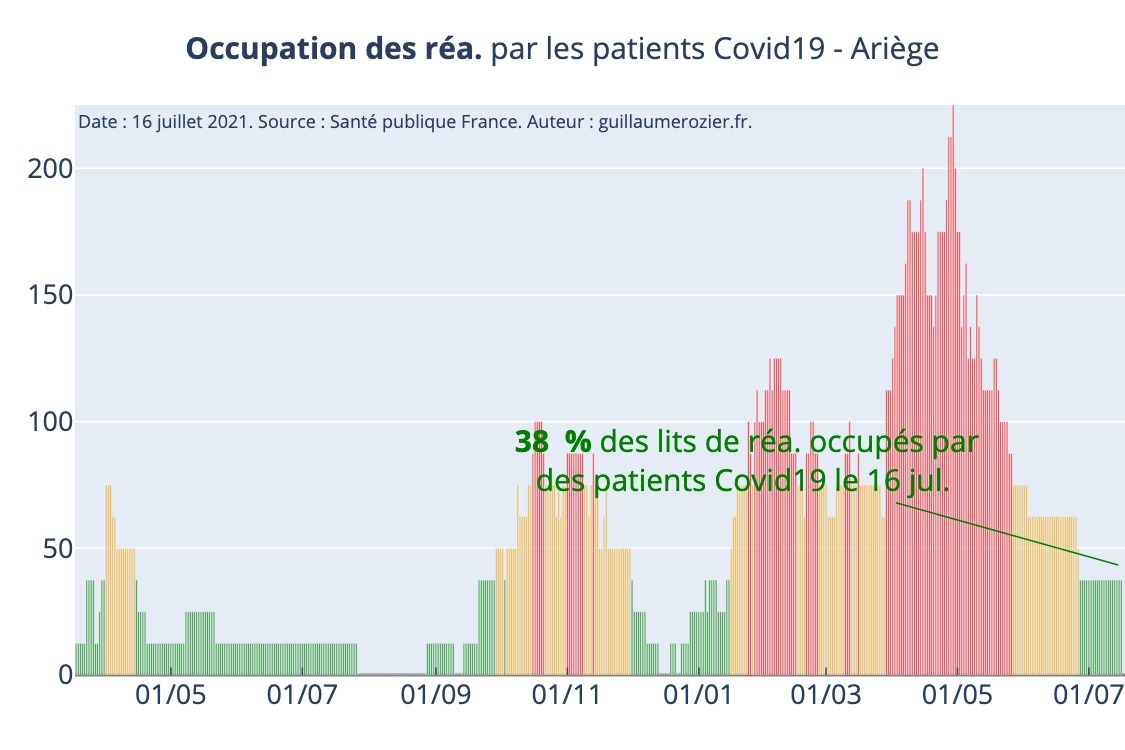 Occupation des réa. par les patients Covid19 - Ariège
Date : 16 juillet 2021. Source : Santé publique France. Auteur : guillaumerozier.fr.
200
150
100
38 % des lits de réa. occupés par
des patients Covid19 le 16 jul.
50
0
01/05 01/07 01/09 01/11 01/01 01/03 01/05 01/07